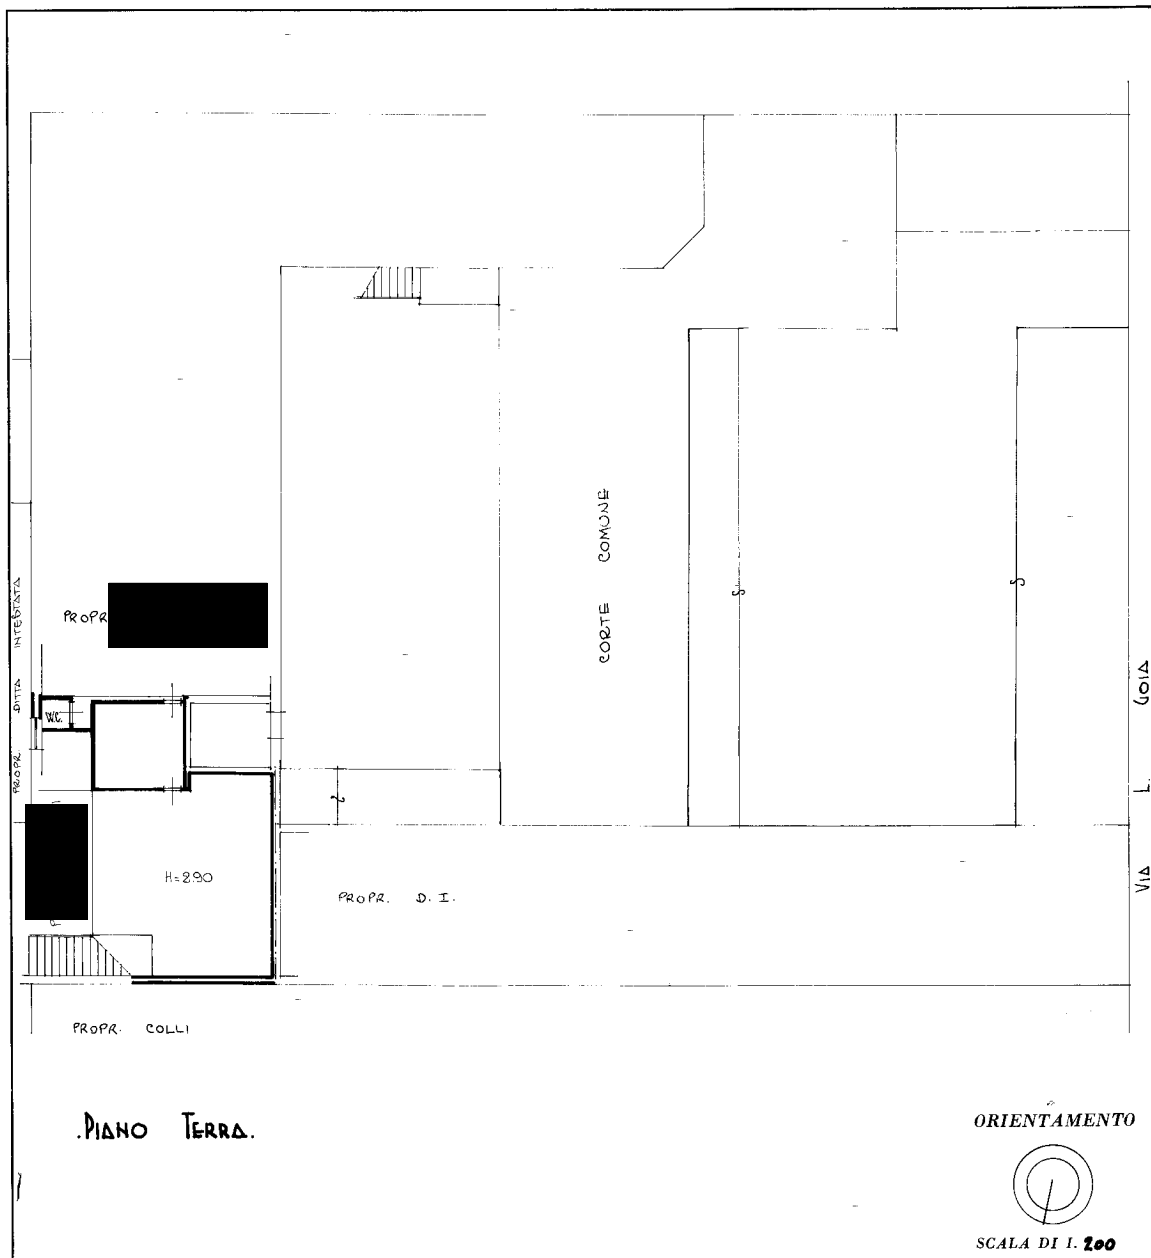 CORTE COMUNE
PROPR
PROPR. DITTA INTESTATA
W.C.
VIA L. GOIA
H=2.90
PROPR. D. I.
PROPR. COLLI
.PIANO TERRA.
ORIENTAMENTO
SCALA DI 1. 200